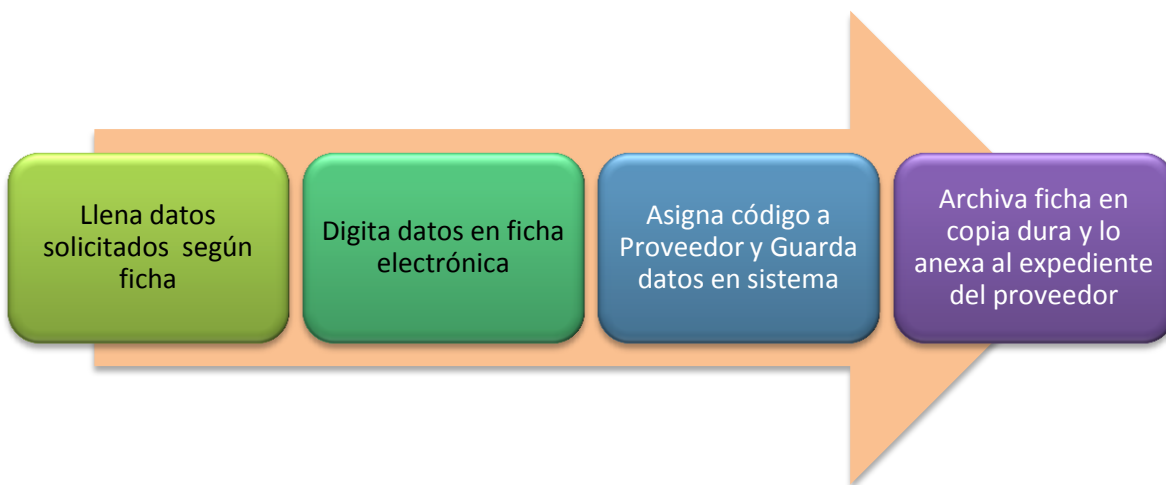 Llena datos
solicitados según
ficha
Digita datos en ficha
electrónica
Asigna código a
Proveedor y Guarda
datos en sistema
Archiva ficha en
copia dura y lo
anexa al expediente
del proveedor